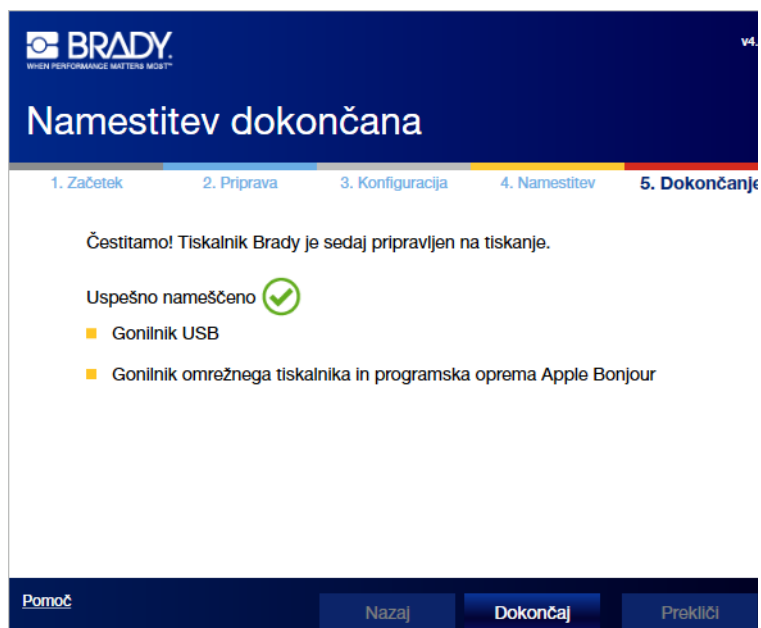 BRADY.
WHEN PERFORMANCE MATTERS MOST™
v4.
Namestitev dokončana
1. Začetek
2. Priprava
3. Konfiguracija
4. Namestitev
5. Dokončanje
Čestitamo! Tiskalnik Brady je sedaj pripravljen na tiskanje.
Uspešno nameščeno
Gonilnik USB
Gonilnik omrežnega tiskalnika in programska oprema Apple Bonjour
Pomoč
Nazaj
Dokončaj
Prekliči